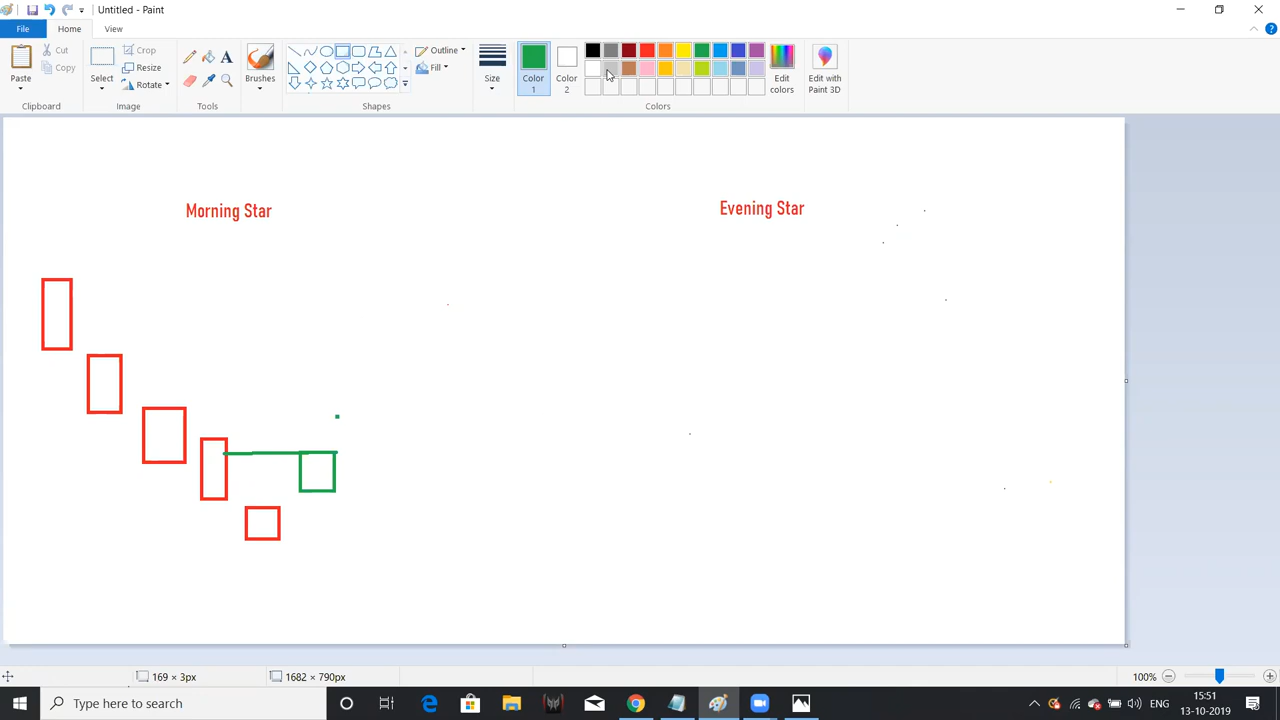 Untitled - Paint
File
Home
View
Paste
Cut
Copy
Clipboard
Select
Crop
Resize
Rotate
Image
Tools
Brushes
Shapes
Outline
Fill
Size
Color
1
Color
2
Colors
Edit
colors
Edit with
Paint 3D
Morning Star
Evening Star
169 × 3px
1682 × 790px
100%
Type here to search
ENG
15:51
13-10-2019